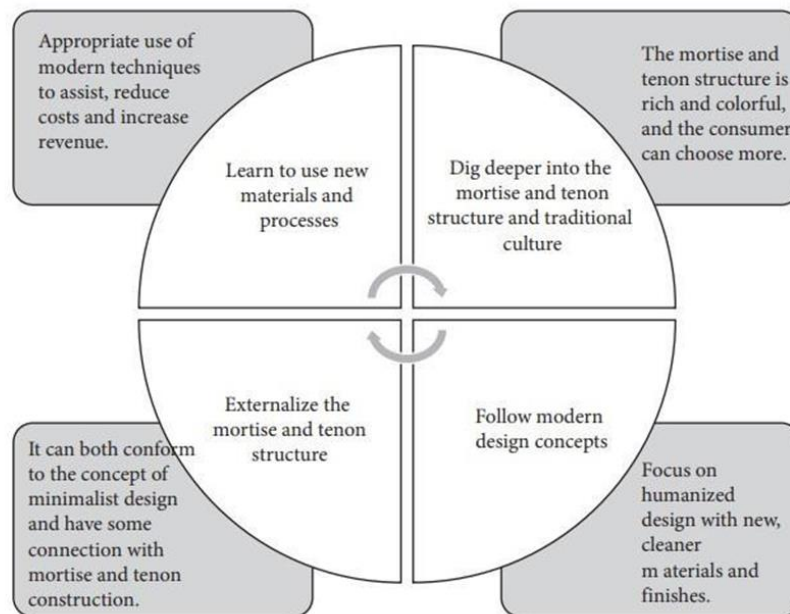 Appropriate use of
modern techniques
to assist, reduce
costs and increase
revenue.
The mortise and
tenon structure is
rich and colorful,
and the consumer
can choose more.
Learn to use new
materials and
processes
Dig deeper into the
mortise and tenon
structure and traditional
culture
Externalize the
mortise and tenon
structure
Follow modern
design concepts
It can both conform
to the concept of
minimalist design
and have some
connection with
mortise and tenon
construction.
Focus on
humanized
design with new,
cleaner
m aterials and
finishes.